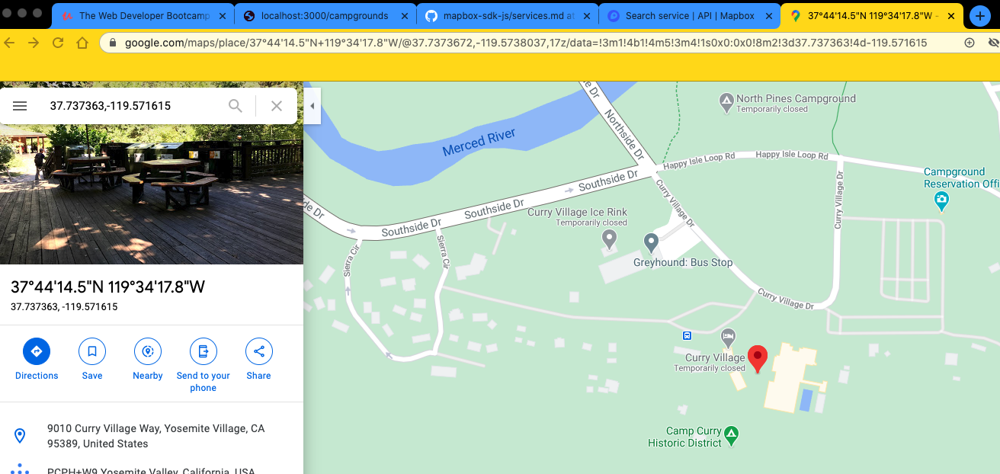 The Web Developer Bootcamp
localhost:3000/campgrounds
mapbox-sdk-js/services.md at
Search service | API | Mapbox
37°44'14.5"N 119°34'17.8"W -
google.com/maps/place/37°44'14.5"N+119°34'17.8"W/@37.7373672,-119.5738037,17z/data=!3m1!4b1!4m5!3m4!1s0x0:0x0!8m2!3d37.737363!4d-119.571615
37.737363,-119.571615
37°44'14.5"N 119°34'17.8"W
37.737363, -119.571615
Directions
Save
Nearby
Send to your
phone
Share
9010 Curry Village Way, Yosemite Village, CA
95389, United States
PCPH+W9 Yosemite Valley, California, USA
e Dr
Northside Dr
North Pines Campground
Temporarily closed
Merced River
Happy Isle Loop Rd
Happy Isle Loop Rd
Southside Dr
Campground
Reservation Offi
Curry Village Dr
Curry Village Dr
de Dr
Southside Dr
Curry Village Ice Rink
Temporarily closed
Southside Dr
Sierra Cir
Sierra Cir
Greyhound: Bus Stop
Curry Village Dr
Curry Village
Temporarily closed
Camp Curry
Historic District